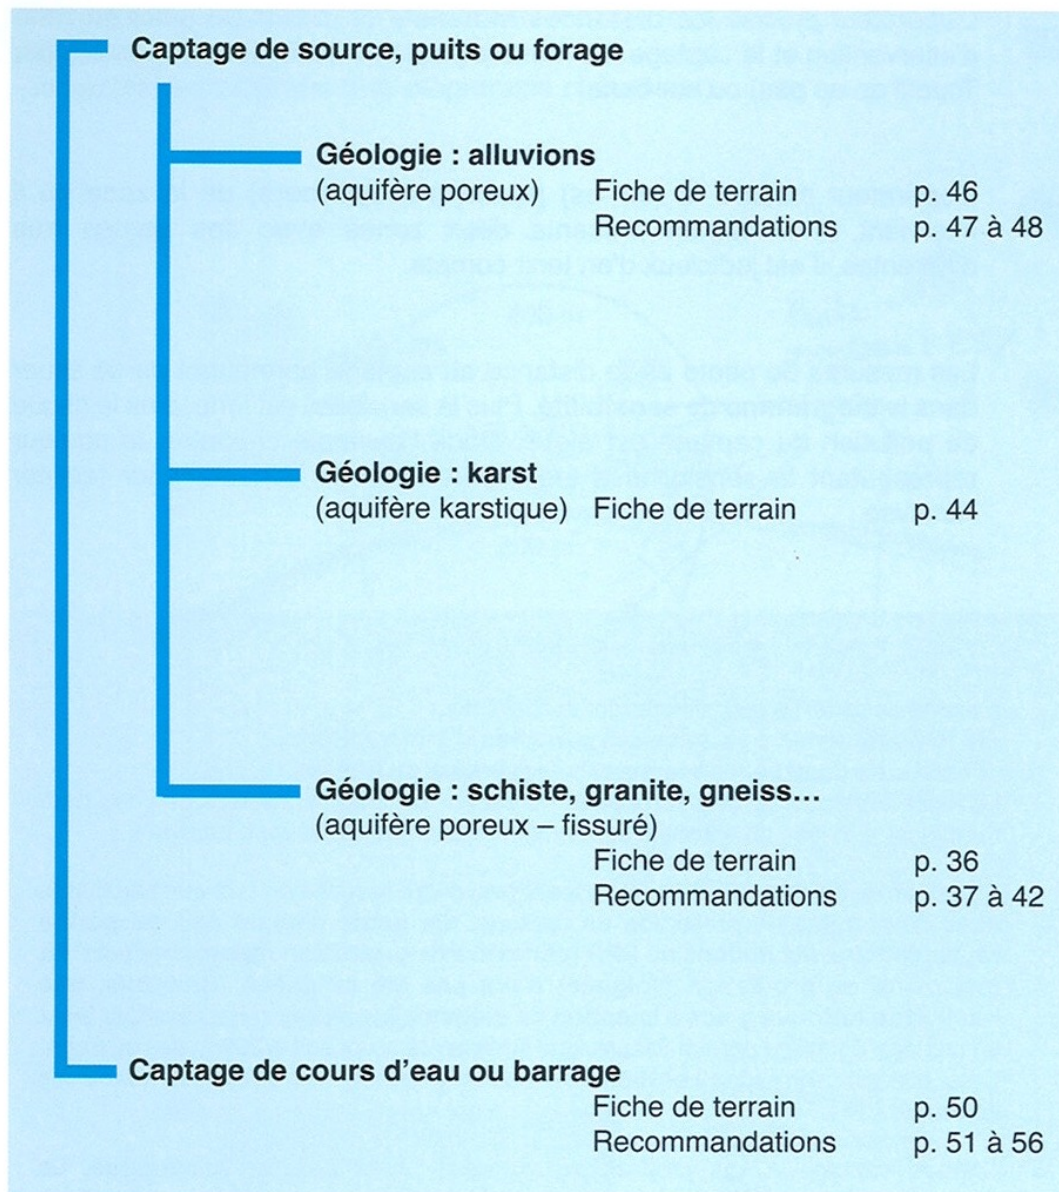 Captage de source, puits ou forage
Géologie : alluvions
(aquifère poreux) Fiche de terrain p. 46
Recommandations p. 47 à 48
Géologie : karst
(aquifère karstique) Fiche de terrain p. 44
Géologie : schiste, granite, gneiss…
(aquifère poreux – fissuré)
Fiche de terrain p. 36
Recommandations p. 37 à 42
Captage de cours d'eau ou barrage
Fiche de terrain p. 50
Recommandations p. 51 à 56